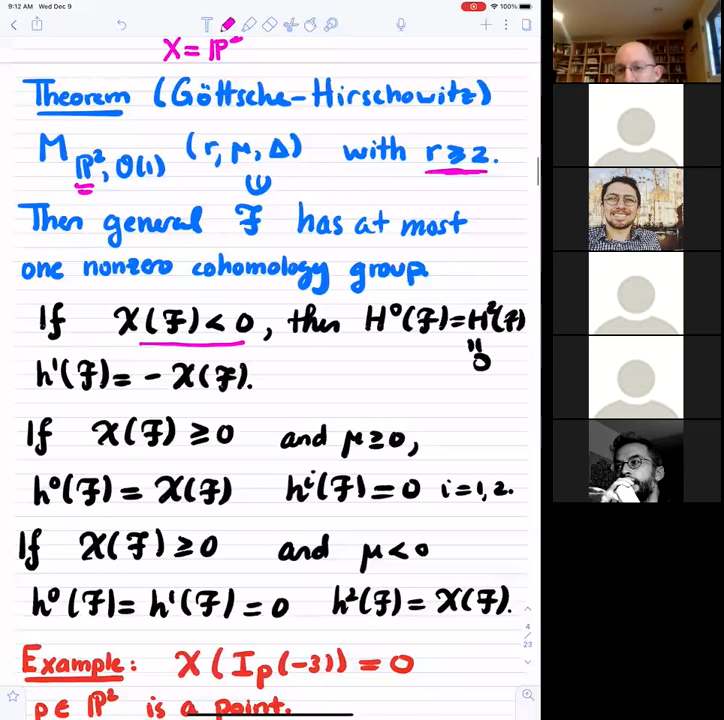 9:12 AM Wed Dec 9
100%
X = ℙ²
Theorem (Göttsche-Hirschowitz)
M_{ℙ², O(1)} (r, μ, Δ) with r ≥ 2.
Ψ
Then general ℱ has at most
one nonzero cohomology group.
If χ(ℱ) < 0, then H⁰(ℱ) = H²(ℱ)
"
0
h¹(ℱ) = - χ(ℱ).
If χ(ℱ) ≥ 0 and μ ≥ 0,
h⁰(ℱ) = χ(ℱ) hⁱ(ℱ) = 0 i = 1, 2.
If χ(ℱ) ≥ 0 and μ < 0
h⁰(ℱ) = h¹(ℱ) = 0 h²(ℱ) = χ(ℱ).
4
/
23
Example: χ(I_p(-3)) = 0
p ∈ ℙ² is a point.